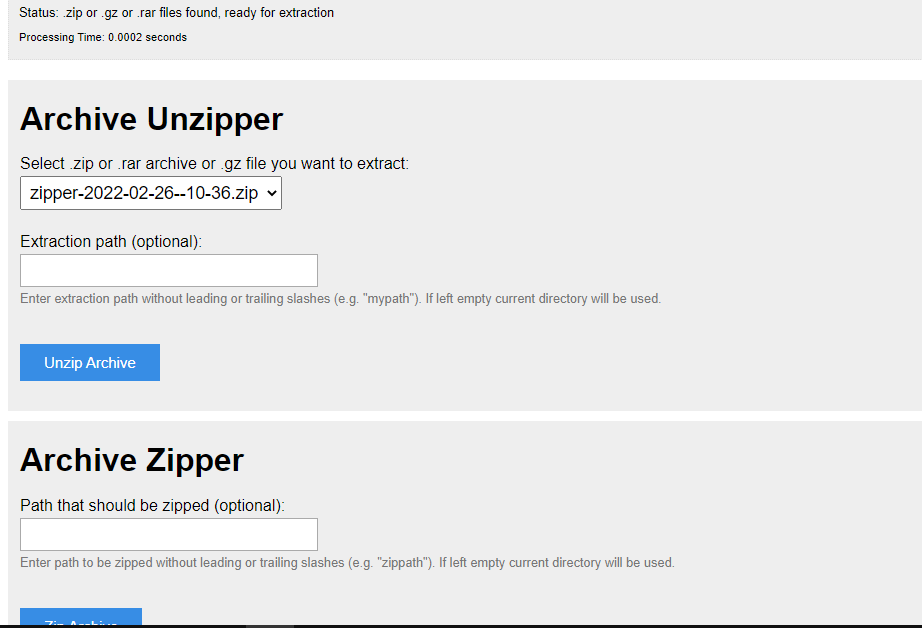 Status: .zip or .gz or .rar files found, ready for extraction
Processing Time: 0.0002 seconds
Archive Unzipper
Select .zip or .rar archive or .gz file you want to extract:
zipper-2022-02-26--10-36.zip
Extraction path (optional):
Enter extraction path without leading or trailing slashes (e.g. "mypath"). If left empty current directory will be used.
Unzip Archive
Archive Zipper
Path that should be zipped (optional):
Enter path to be zipped without leading or trailing slashes (e.g. "zippath"). If left empty current directory will be used.
Zip Archive